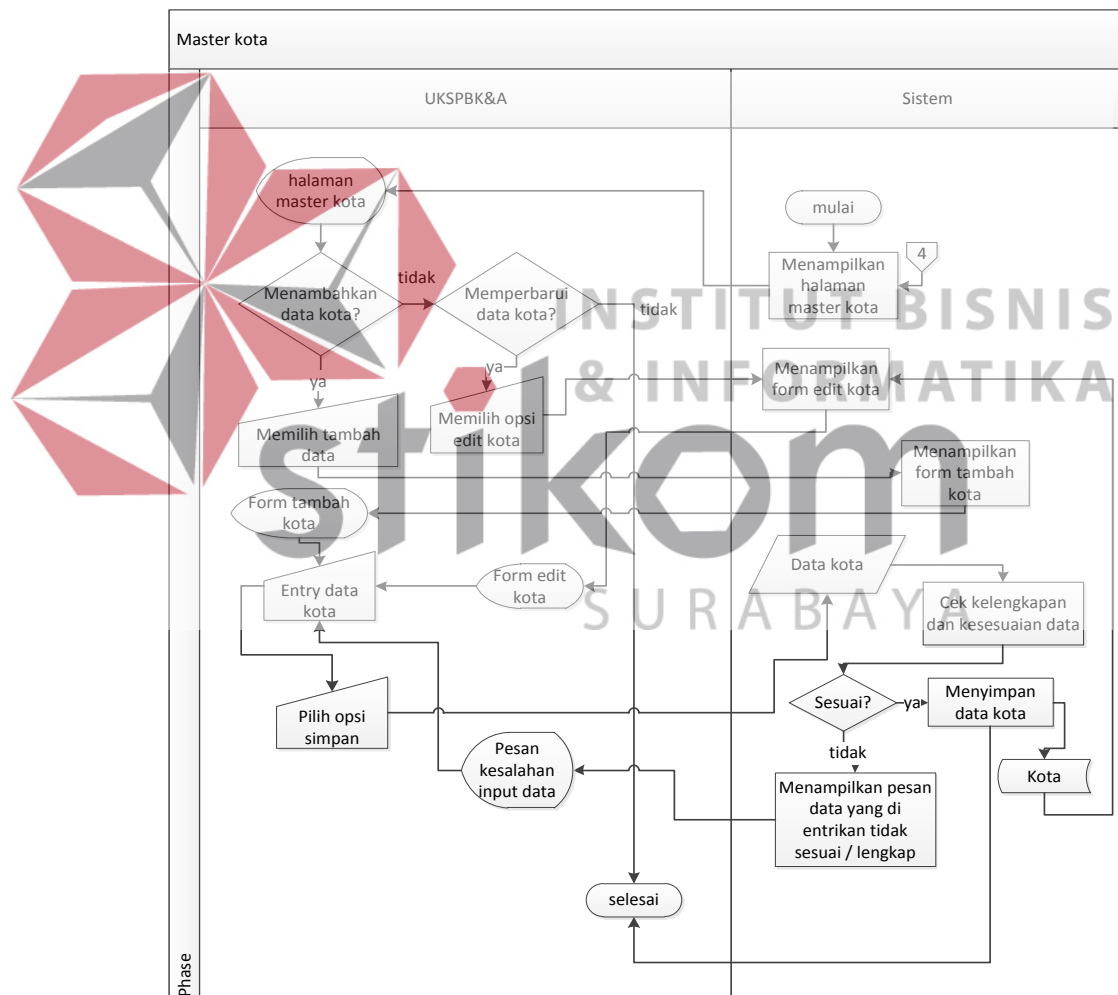 Master kota
UKSPBK&A
Sistem
halaman
master kota
mulai
4
Menampilkan
halaman
master kota
Menambahkan
data kota?
tidak
Memperbarui
data kota?
tidak
INSTITUT BISNIS
& INFORMATIKA
ya
ya
Menampilkan
form edit kota
Memilih tambah
data
Memilih opsi
edit kota
stikom
Menampilkan
form tambah
kota
Form tambah
kota
Data kota
Entry data
kota
Form edit
kota
SURABAYA
Cek kelengkapan
dan kesesuaian data
Pilih opsi
simpan
Sesuai?
ya
Menyimpan
data kota
tidak
Pesan
kesalahan
input data
Menampilkan pesan
data yang di
entrikan tidak
sesuai / lengkap
Kota
selesai
Phase